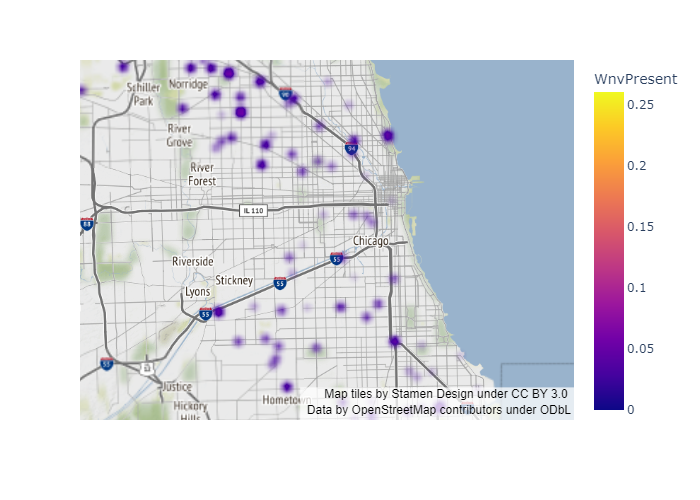 WnvPresent
0.25
0.2
0.15
0.1
0.05
0
Schiller
Park
Norridge
90
River
Grove
94
River
Forest
IL 110
88
Chicago
55
Riverside
Stickney
55
Lyons
55
55
Justice
Hickory
Hills
Hometown
Map tiles by Stamen Design under CC BY 3.0
Data by OpenStreetMap contributors under ODbL